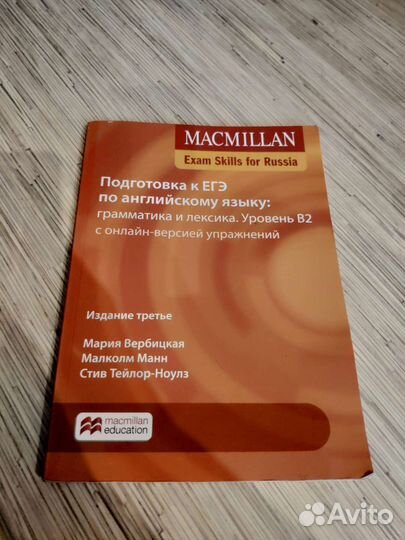 MACMILLAN
Exam Skills for Russia
Подготовка к ЕГЭ
по английскому языку:
грамматика и лексика. Уровень B2
с онлайн-версией упражнений
Издание третье
Мария Вербицкая
Малколм Манн
Стив Тейлор-Ноулз
macmillan
education
Avito